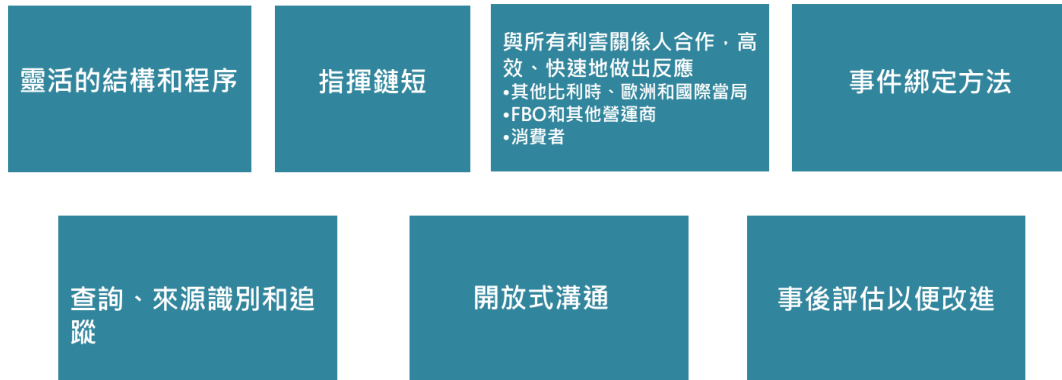 靈活的結構和程序
指揮鏈短
與所有利害關係人合作，高
效、快速地做出反應
•其他比利時、歐洲和國際當局
•FBO和其他營運商
•消費者
事件綁定方法
查詢、來源識別和追
蹤
開放式溝通
事後評估以便改進